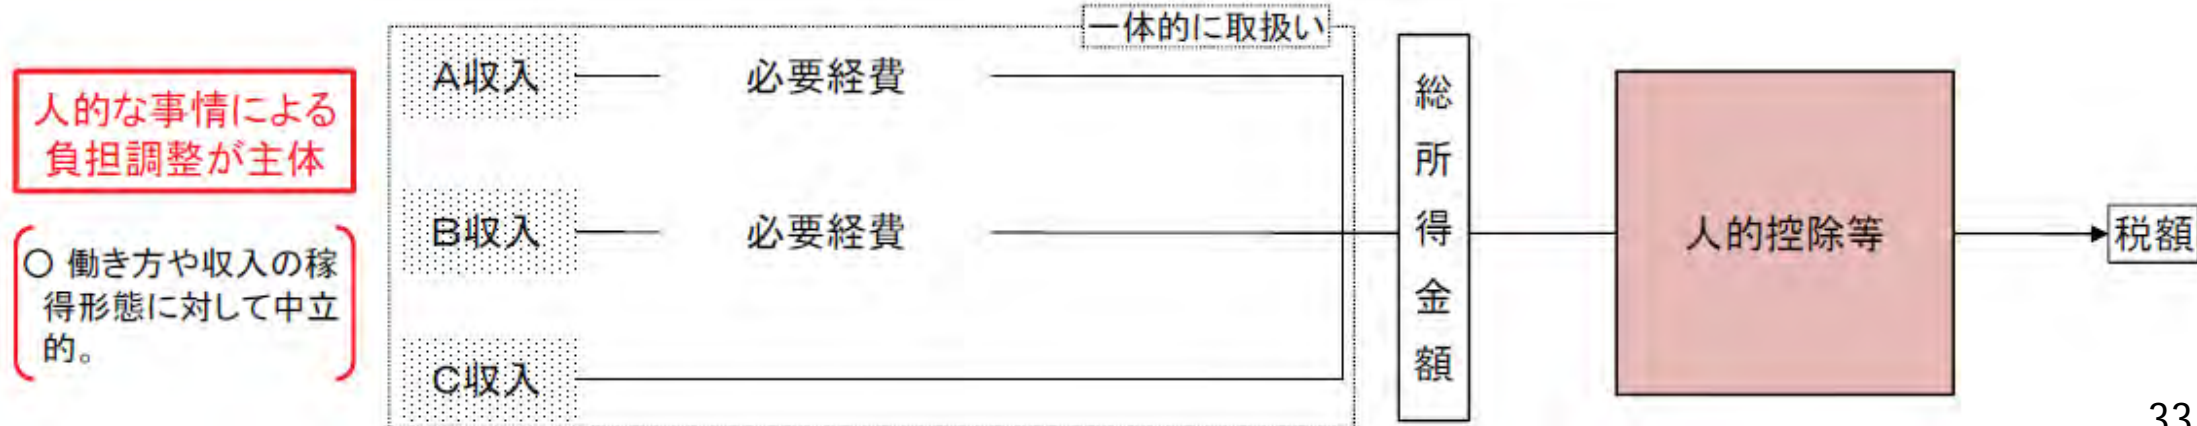 一体的に取扱い
人的な事情による
負担調整が主体
○ 働き方や収入の稼
得形態に対して中立
的。
A収入
必要経費
B収入
必要経費
C収入
総所得金額
人的控除等
税額
33